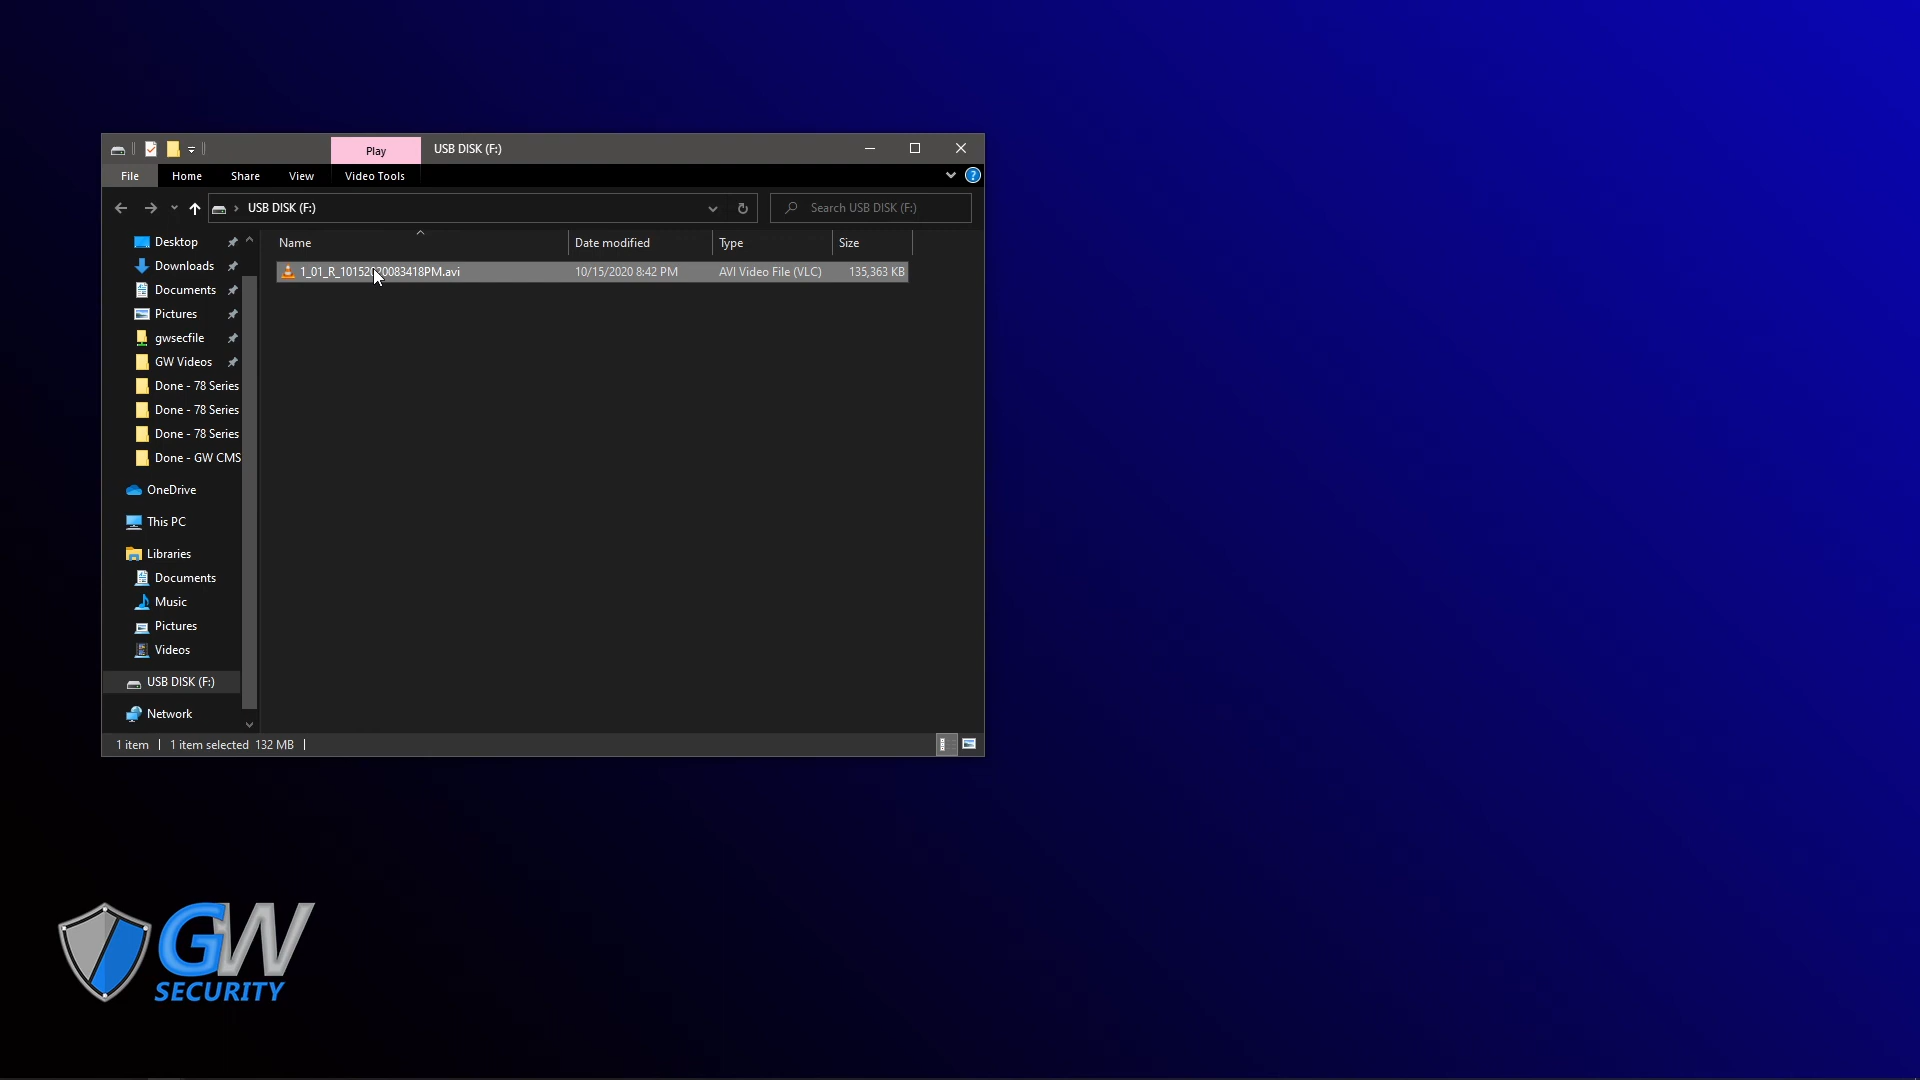 Play
USB DISK (F:)
File
Home
Share
View
Video Tools
?
USB DISK (F:)
Search USB DISK (F:)
Name
Date modified
Type
Size
1_01_R_10152020083418PM.avi
10/15/2020 8:42 PM
AVI Video File (VLC)
135,363 KB
Desktop
Downloads
Documents
Pictures
gwsecfile
GW Videos
Done - 78 Series
Done - 78 Series
Done - 78 Series
Done - GW CMS
OneDrive
This PC
Libraries
Documents
Music
Pictures
Videos
USB DISK (F:)
Network
1 item
1 item selected 132 MB
GW
SECURITY